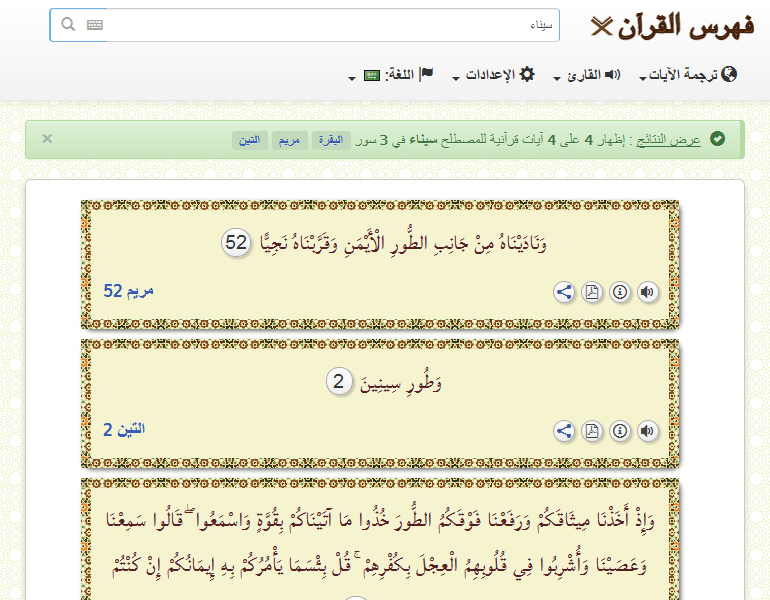 فهرس القرآن
سيناء
ترجمة الآيات
القارئ
الإعدادات
اللغة:
عرض النتائج : إظهار 4 على 4 آيات قرآنية للمصطلح سيناء في 3 سور البقرة مريم التين
وَنَادَيْنَاهُ مِنْ جَانِبِ الطُّورِ الْأَيْمَنِ وَقَرَّبْنَاهُ نَجِيًّا 52
مريم 52
وَطُورِ سِينِينَ 2
التين 2
وَإِذْ أَخَذْنَا مِيثَاقَكُمْ وَرَفَعْنَا فَوْقَكُمُ الطُّورَ خُذُوا مَا آتَيْنَاكُمْ بِقُوَّةٍ وَاسْمَعُوا ۖ قَالُوا سَمِعْنَا
وَعَصَيْنَا وَأُشْرِبُوا فِي قُلُوبِهِمُ الْعِجْلَ بِكُفْرِهِمْ ۚ قُلْ بِئْسَمَا يَأْمُرُكُمْ بِهِ إِيمَانُكُمْ إِنْ كُنْتُمْ